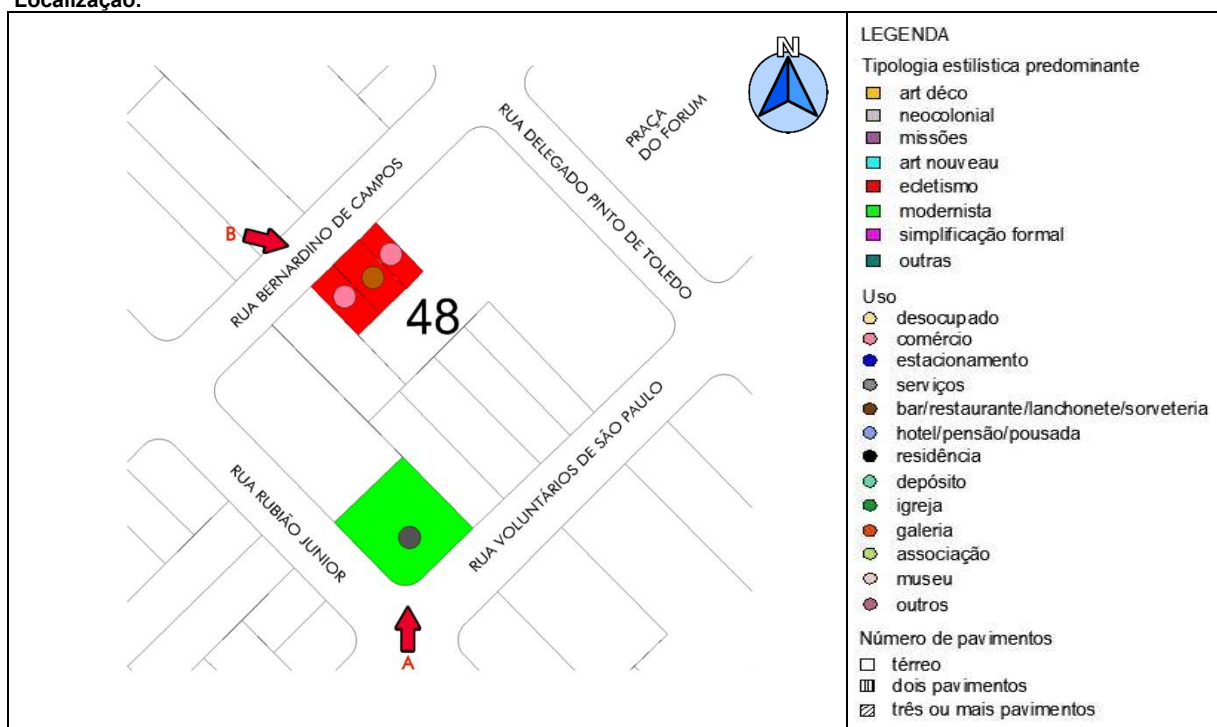 Localização:
N
RUA DELEGADO PINTO DE TOLEDO
PRAÇA
DO FORUM
RUA BERNARDINO DE CAMPOS
B
48
RUA RUBIÃO JUNIOR
RUA VOLUNTÁRIOS DE SÃO PAULO
A
LEGENDA
Tipologia estilística predominante
art déco
neocolonial
missões
art nouveau
ecletismo
modernista
simplificação formal
outras
Uso
desocupado
comércio
estacionamento
serviços
bar/restaurante/lanchonete/sorveteria
hotel/pensão/pousada
residência
depósito
igreja
galeria
associação
museu
outros
Número de pavimentos
térreo
dois pavimentos
três ou mais pavimentos